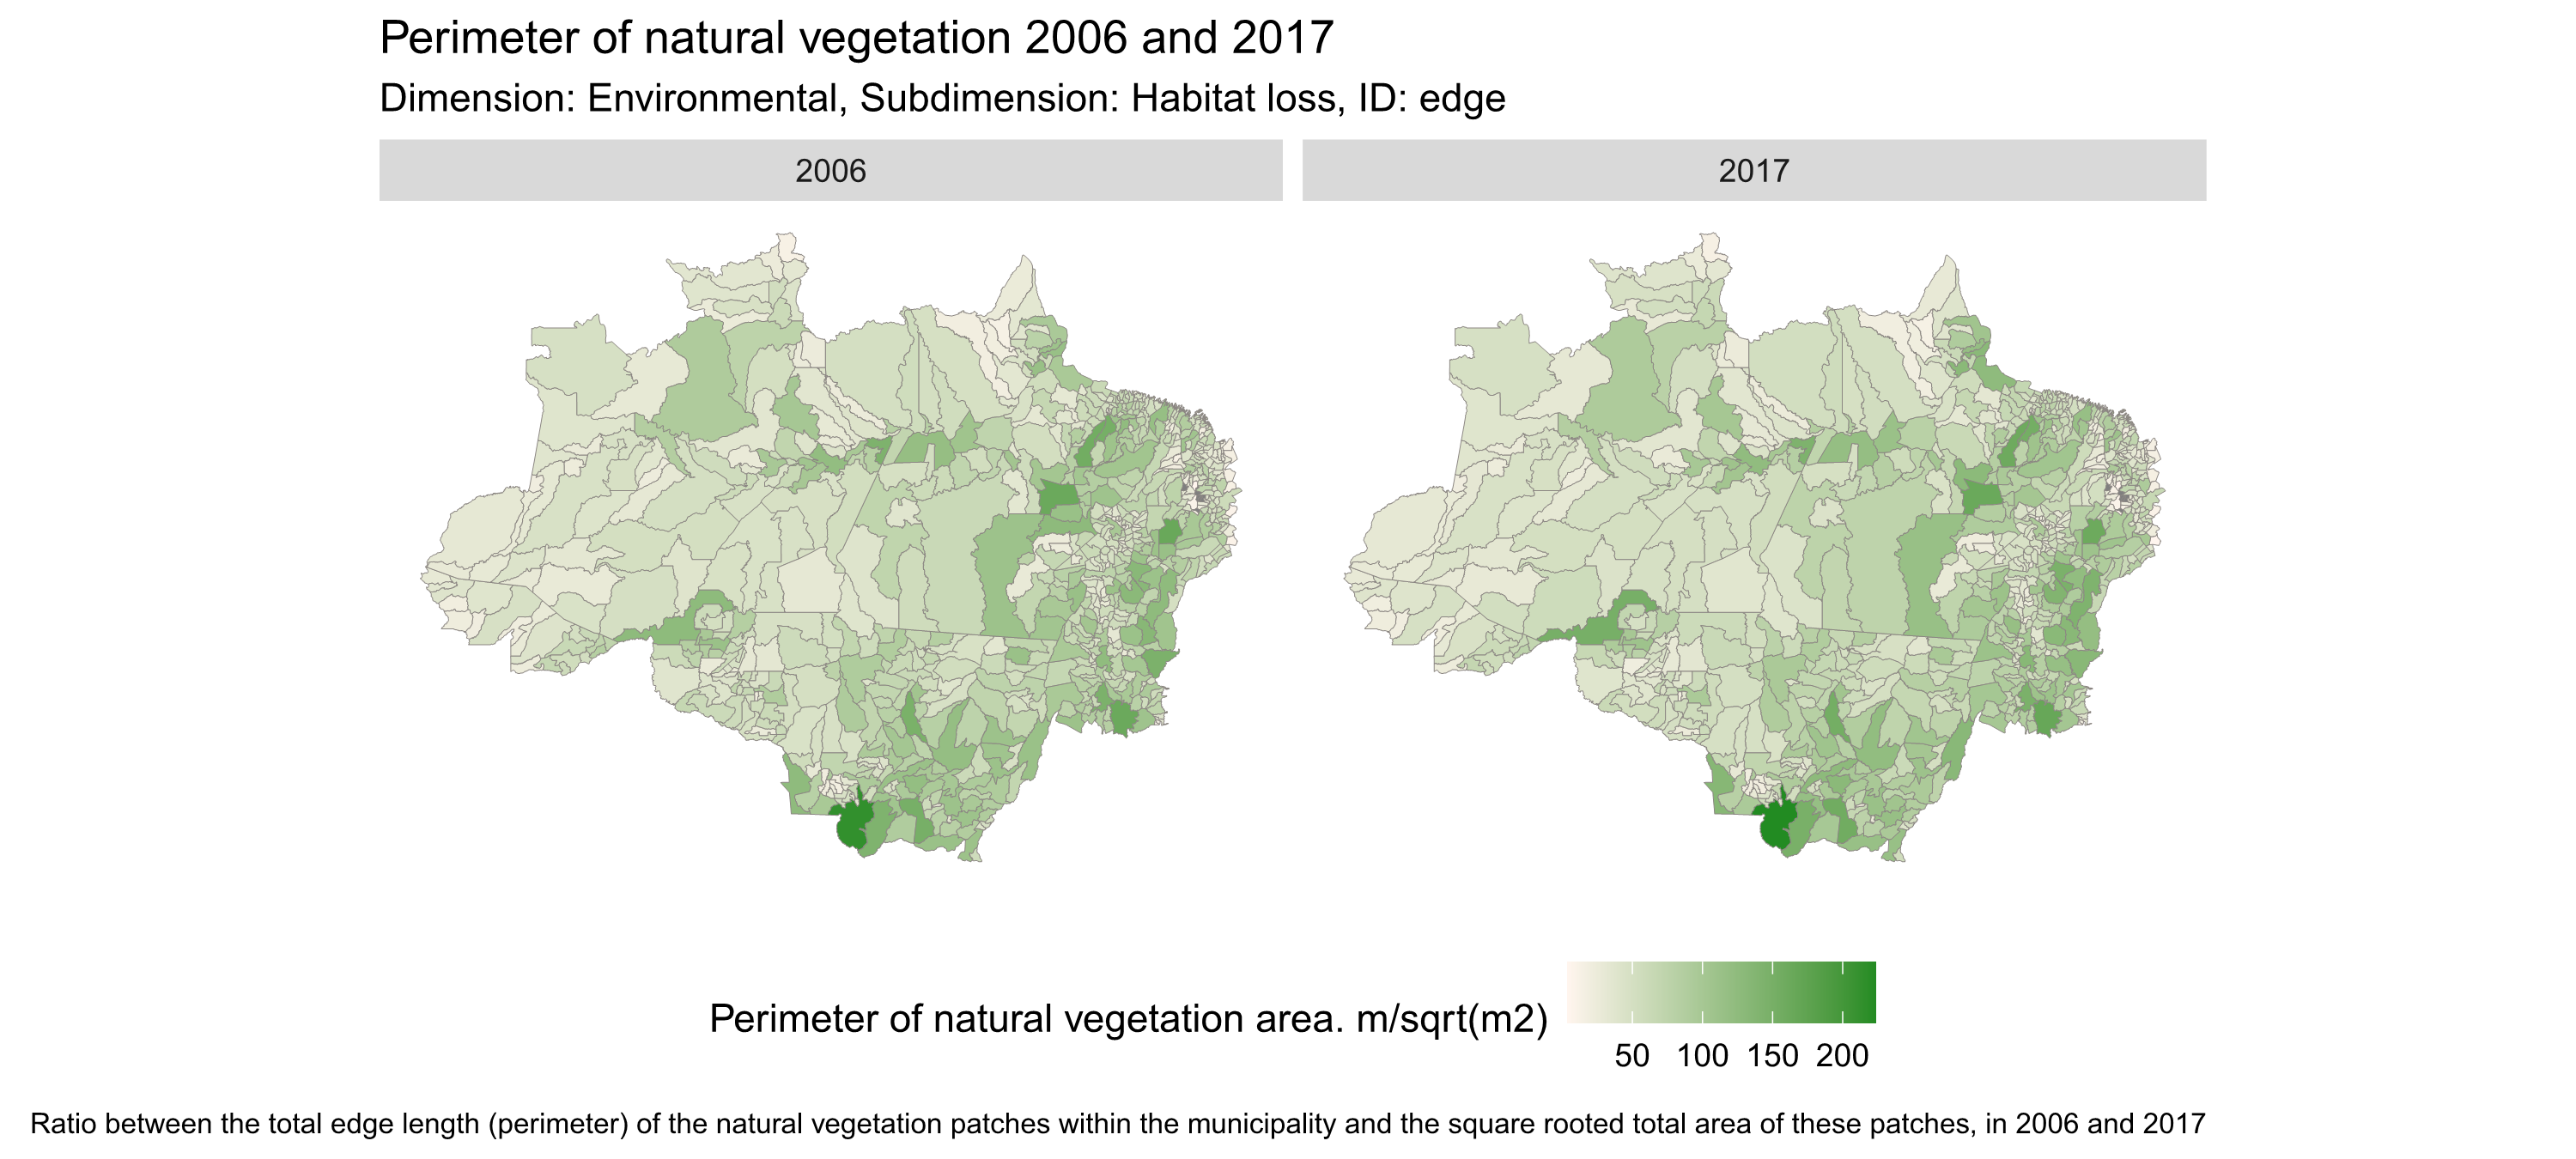 Perimeter of natural vegetation 2006 and 2017
Dimension: Environmental, Subdimension: Habitat loss, ID: edge
2006
2017
Perimeter of natural vegetation area. m/sqrt(m2)
50
100
150
200
Ratio between the total edge length (perimeter) of the natural vegetation patches within the municipality and the square rooted total area of these patches, in 2006 and 2017